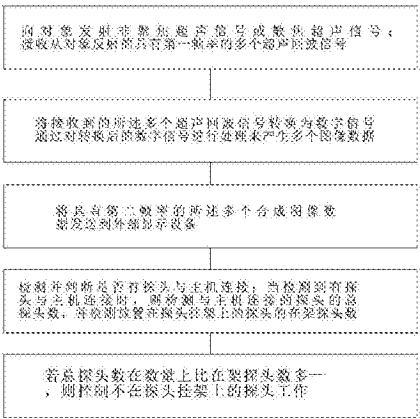 向对象发射非聚焦超声信号或散焦超声信号；
接收从对象反射的具有第一帧率的多个超声回波信号
将接收到的所述多个超声回波信号转换为数字信号
通过对转换后的数字信号进行处理来产生多个图像数据
将具有第二帧率的所述多个合成图像数
据发送到外部显示设备
检测并判断是否有探头与主机连接；当检测到有探
头与主机连接时，则检测与主机连接的探头的总
探头数，并检测放置在探头挂架上的探头的在架探头数
若总探头数在数量上比在架探头数多一
，则控制不在探头挂架上的探头工作